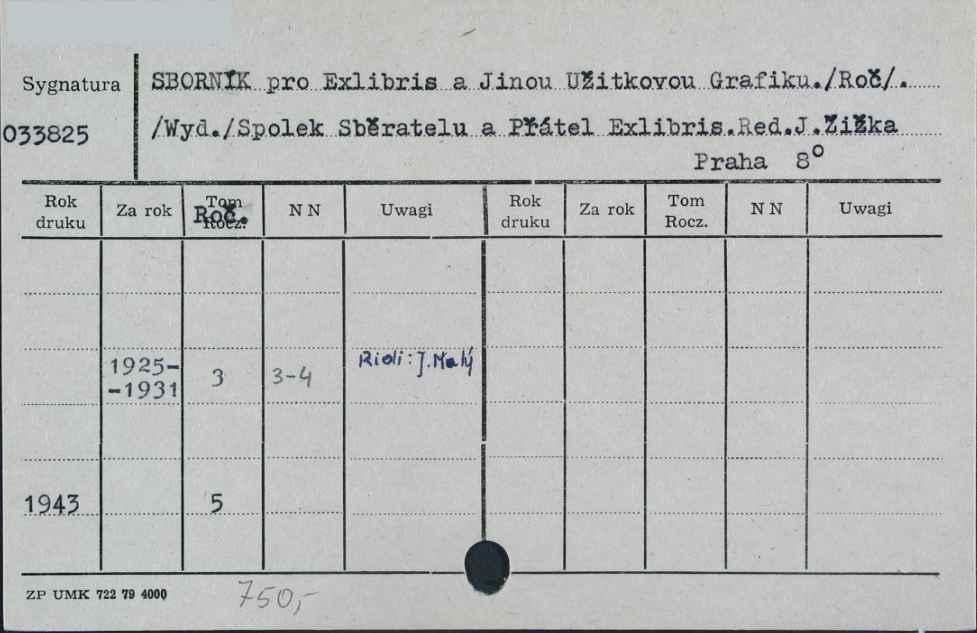 Sygnatura
033825
SBORNÍK pro Exlibris a Jinou Užitkovou Grafiku./Roč/.
/Wyd./Spolek Sběratelu a Přátel Exlibris.Red.J.Žižka
Praha 8°
Rok druku Za rok Tom Rocz. Roč. N N Uwagi Rok druku Za rok Tom Rocz. N N Uwagi
1925-
-1931 3 3-4 Řidi: J. Malý
1943 5
ZP UMK 722 79 4000 750,-